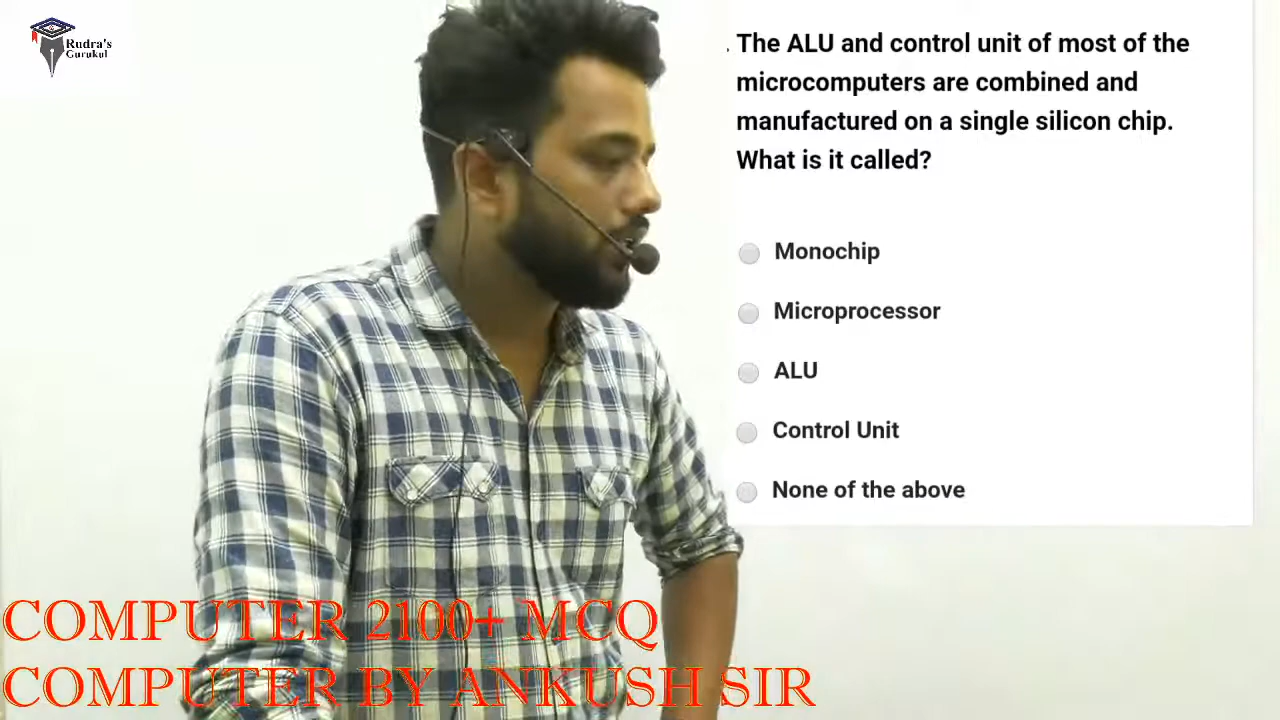 Rudra's
Gurukul
. The ALU and control unit of most of the
microcomputers are combined and
manufactured on a single silicon chip.
What is it called?
Monochip
Microprocessor
ALU
Control Unit
None of the above
COMPUTER 2100+ MCQ
COMPUTER BY ANKUSH SIR